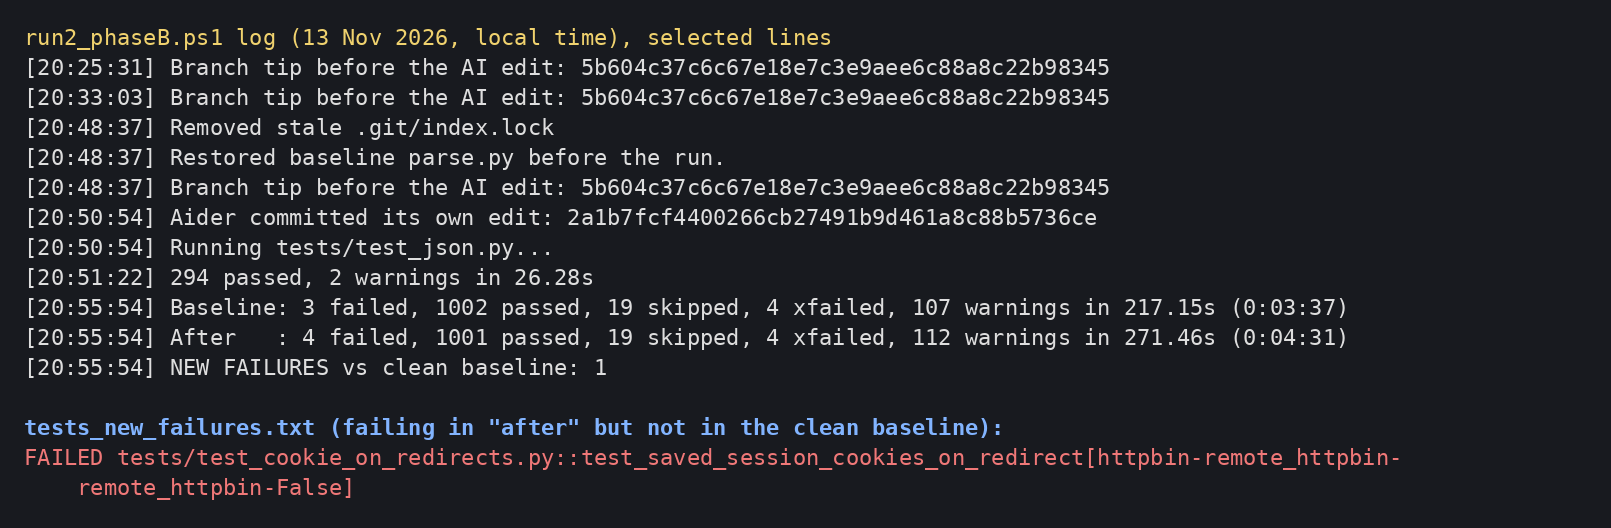 run2_phaseB.ps1 log (13 Nov 2026, local time), selected lines
[20:25:31] Branch tip before the AI edit: 5b604c37c6c67e18e7c3e9aee6c88a8c22b98345
[20:33:03] Branch tip before the AI edit: 5b604c37c6c67e18e7c3e9aee6c88a8c22b98345
[20:48:37] Removed stale .git/index.lock
[20:48:37] Restored baseline parse.py before the run.
[20:48:37] Branch tip before the AI edit: 5b604c37c6c67e18e7c3e9aee6c88a8c22b98345
[20:50:54] Aider committed its own edit: 2a1b7fcf4400266cb27491b9d461a8c88b5736ce
[20:50:54] Running tests/test_json.py...
[20:51:22] 294 passed, 2 warnings in 26.28s
[20:55:54] Baseline: 3 failed, 1002 passed, 19 skipped, 4 xfailed, 107 warnings in 217.15s (0:03:37)
[20:55:54] After   : 4 failed, 1001 passed, 19 skipped, 4 xfailed, 112 warnings in 271.46s (0:04:31)
[20:55:54] NEW FAILURES vs clean baseline: 1
tests_new_failures.txt (failing in "after" but not in the clean baseline):
FAILED tests/test_cookie_on_redirects.py::test_saved_session_cookies_on_redirect[httpbin-remote_httpbin-
remote_httpbin-False]